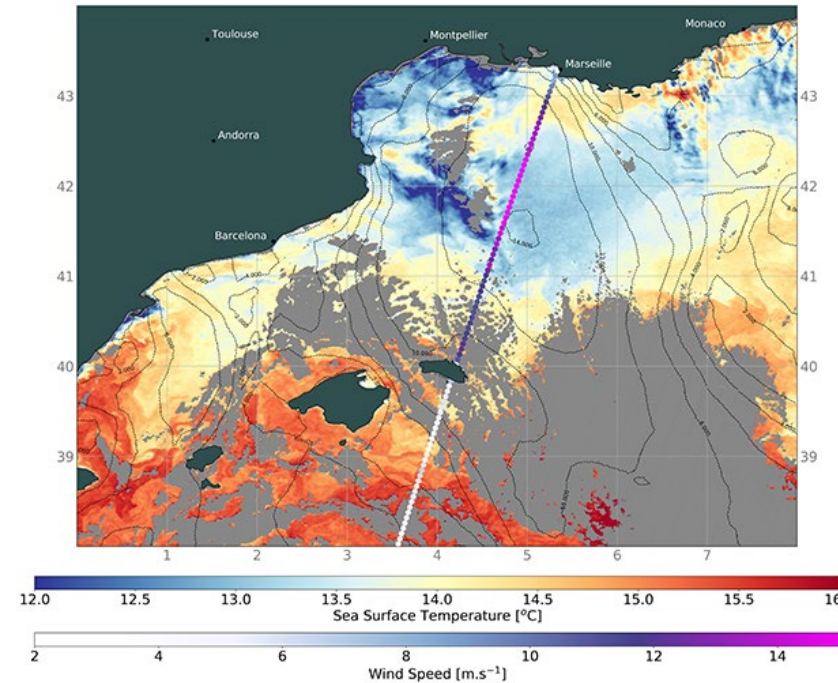 Monaco
Toulouse
Montpellier
Marseille
43 43
Andorra
42 42
Barcelona
41 41
40 40
39 39
1 2 3 4 5 6 7
12.0 12.5 13.0 13.5 14.0 14.5 15.0 15.5 16
Sea Surface Temperature [°C]
2 4 6 8 10 12 14
Wind Speed [m.s⁻¹]